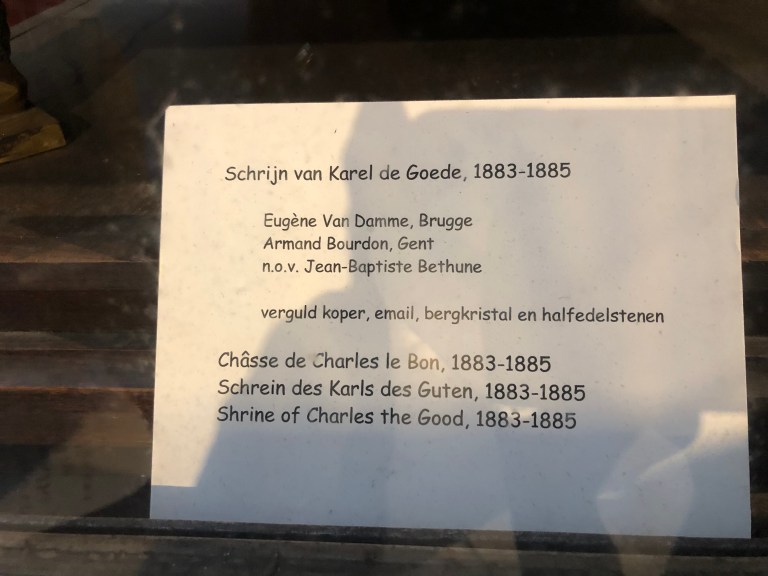 Schrijn van Karel de Goede, 1883-1885
Eugène Van Damme, Brugge
Armand Bourdon, Gent
n.o.v. Jean-Baptiste Bethune
verguld koper, email, bergkristal en halfedelstenen
Châsse de Charles le Bon, 1883-1885
Schrein des Karls des Guten, 1883-1885
Shrine of Charles the Good, 1883-1885